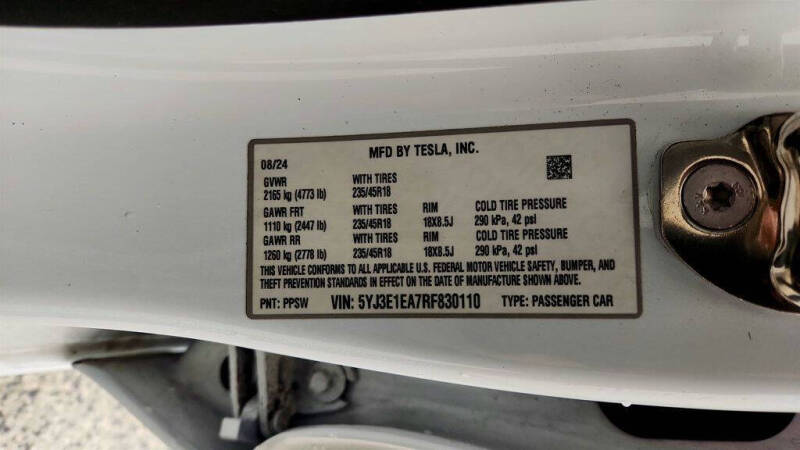 MFD BY TESLA, INC.
08/24
GVWR WITH TIRES
2165 kg (4773 lb) 235/45R18
GAWR FRT WITH TIRES RIM COLD TIRE PRESSURE
1110 kg (2447 lb) 235/45R18 18X8.5J 290 kPa, 42 psi
GAWR RR WITH TIRES RIM COLD TIRE PRESSURE
1260 kg (2778 lb) 235/45R18 18X8.5J 290 kPa, 42 psi
THIS VEHICLE CONFORMS TO ALL APPLICABLE U.S. FEDERAL MOTOR VEHICLE SAFETY, BUMPER, AND
THEFT PREVENTION STANDARDS IN EFFECT ON THE DATE OF MANUFACTURE SHOWN ABOVE.
PNT: PPSW VIN: 5YJ3E1EA7RF830110 TYPE: PASSENGER CAR